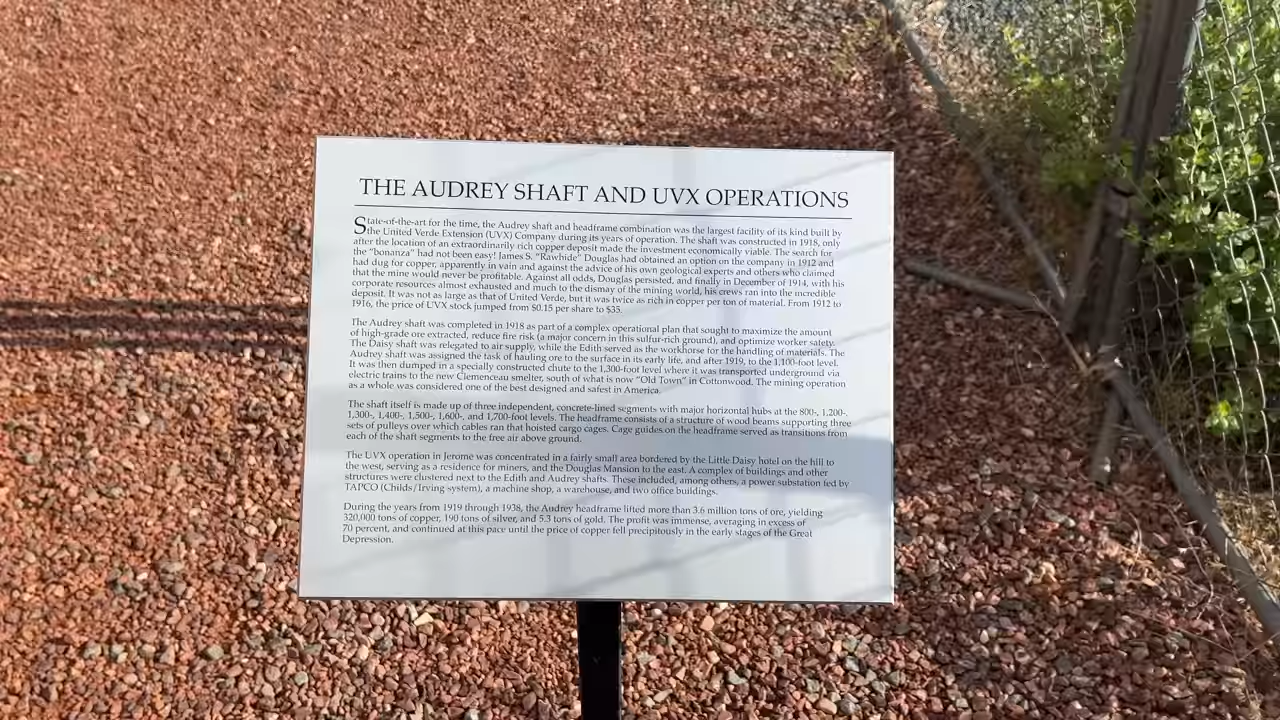 THE AUDREY SHAFT AND UVX OPERATIONS
State-of-the-art for the time, the Audrey shaft and headframe combination was the largest facility of its kind built by
the United Verde Extension (UVX) Company during its years of operation. The shaft was constructed in 1918, only
after the location of an extraordinarily rich copper deposit made the investment economically viable. The search for
the "bonanza" had not been easy! James S. "Rawhide" Douglas had obtained an option on the company in 1912 and
had dug for copper, apparently in vain and against the advice of his own geological experts and others who claimed
that the mine would never be profitable. Against all odds, Douglas persisted, and finally in December of 1914, with his
corporate resources almost exhausted and much to the dismay of the mining world, his crews ran into the incredible
deposit. It was not as large as that of United Verde, but it was twice as rich in copper per ton of material. From 1912 to
1916, the price of UVX stock jumped from $0.15 per share to $35.
The Audrey shaft was completed in 1918 as part of a complex operational plan that sought to maximize the amount
of high-grade ore extracted, reduce fire risk (a major concern in this sulfur-rich ground), and optimize worker safety.
The Daisy shaft was relegated to air supply, while the Edith served as the workhorse for the handling of materials. The
Audrey shaft was assigned the task of hauling ore to the surface in its early life, and after 1919, to the 1,100-foot level.
It was then dumped in a specially constructed chute to the 1,300-foot level where it was transported underground via
electric trains to the new Clemenceau smelter, south of what is now "Old Town" in Cottonwood. The mining operation
as a whole was considered one of the best designed and safest in America.
The shaft itself is made up of three independent, concrete-lined segments with major horizontal hubs at the 800-, 1,200-,
1,300-, 1,400-, 1,500-, 1,600-, and 1,700-foot levels. The headframe consists of a structure of wood beams supporting three
sets of pulleys over which cables ran that hoisted cargo cages. Cage guides on the headframe served as transitions from
each of the shaft segments to the free air above ground.
The UVX operation in Jerome was concentrated in a fairly small area bordered by the Little Daisy hotel on the hill to
the west, serving as a residence for miners, and the Douglas Mansion to the east. A complex of buildings and other
structures were clustered next to the Edith and Audrey shafts. These included, among others, a power substation fed by
TAPCO (Childs/Irving system), a machine shop, a warehouse, and two office buildings.
During the years from 1919 through 1938, the Audrey headframe lifted more than 3.6 million tons of ore, yielding
320,000 tons of copper, 190 tons of silver, and 5.3 tons of gold. The profit was immense, averaging in excess of
70 percent, and continued at this pace until the price of copper fell precipitously in the early stages of the Great
Depression.